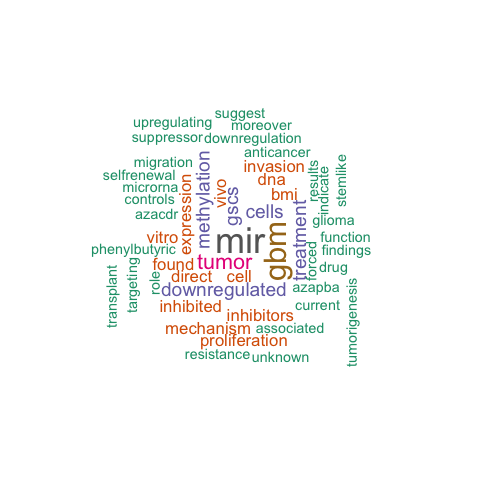 suggest
upregulating
moreover
suppressor
downregulation
anticancer
migration
invasion
selfrenewal
dna
results
microrna
indicate
stemlike
controls
expression
methylation
vivo
gscs
bmi
azacdr
cells
treatment
glioma
vitro
mir
gbm
function
phenylbutyric
forced
findings
found
tumor
drug
transplant
targeting
role
direct
cell
downregulated
azapba
inhibited
current
inhibitors
tumorigenesis
mechanism
associated
proliferation
resistance
unknown